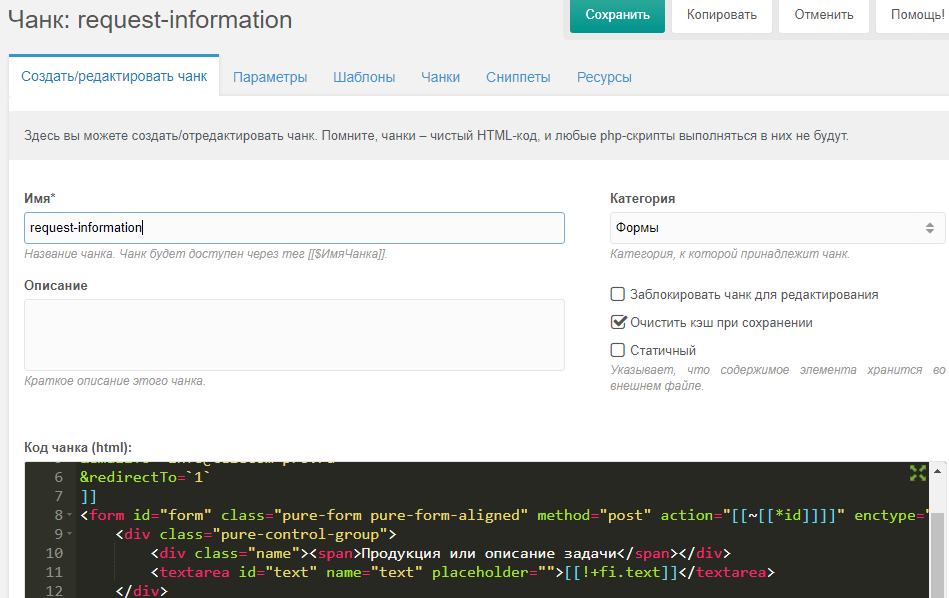 Чанк: request-information
Сохранить
Копировать
Отменить
Помощь!
Создать/редактировать чанк
Параметры
Шаблоны
Чанки
Сниппеты
Ресурсы
Здесь вы можете создать/отредактировать чанк. Помните, чанки – чистый HTML-код, и любые php-скрипты выполняться в них не будут.
Имя*
request-information
Название чанка. Чанк будет доступен через тег [[$ИмяЧанка]].
Описание
Краткое описание этого чанка.
Категория
Формы
Категория, к которой принадлежит чанк.
Заблокировать чанк для редактирования
Очистить кэш при сохранении
Статичный
Указывает, что содержимое элемента хранится во
внешнем файле.
Код чанка (html):
6 &redirectTo=`1`
7 ]]
8 <form id="form" class="pure-form pure-form-aligned" method="post" action="[[~[[*id]]]]" enctype="
9 <div class="pure-control-group">
10 <div class="name"><span>Продукция или описание задачи</span></div>
11 <textarea id="text" name="text" placeholder="">[[!+fi.text]]</textarea>
12 </div>